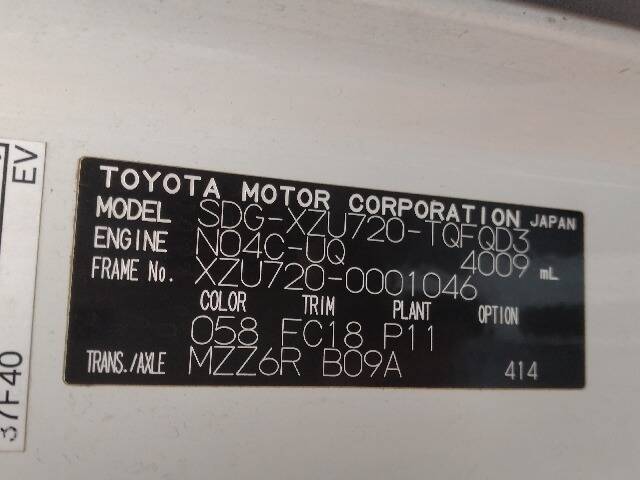 TOYOTA MOTOR CORPORATION JAPAN
MODEL SDG-XZU720-TQFQD3
ENGINE N04C-UQ 4009 mL
FRAME No. XZU720-0001046
COLOR TRIM PLANT OPTION
058 FC18 P11
TRANS./AXLE MZZ6R B09A 414
EV
37F40